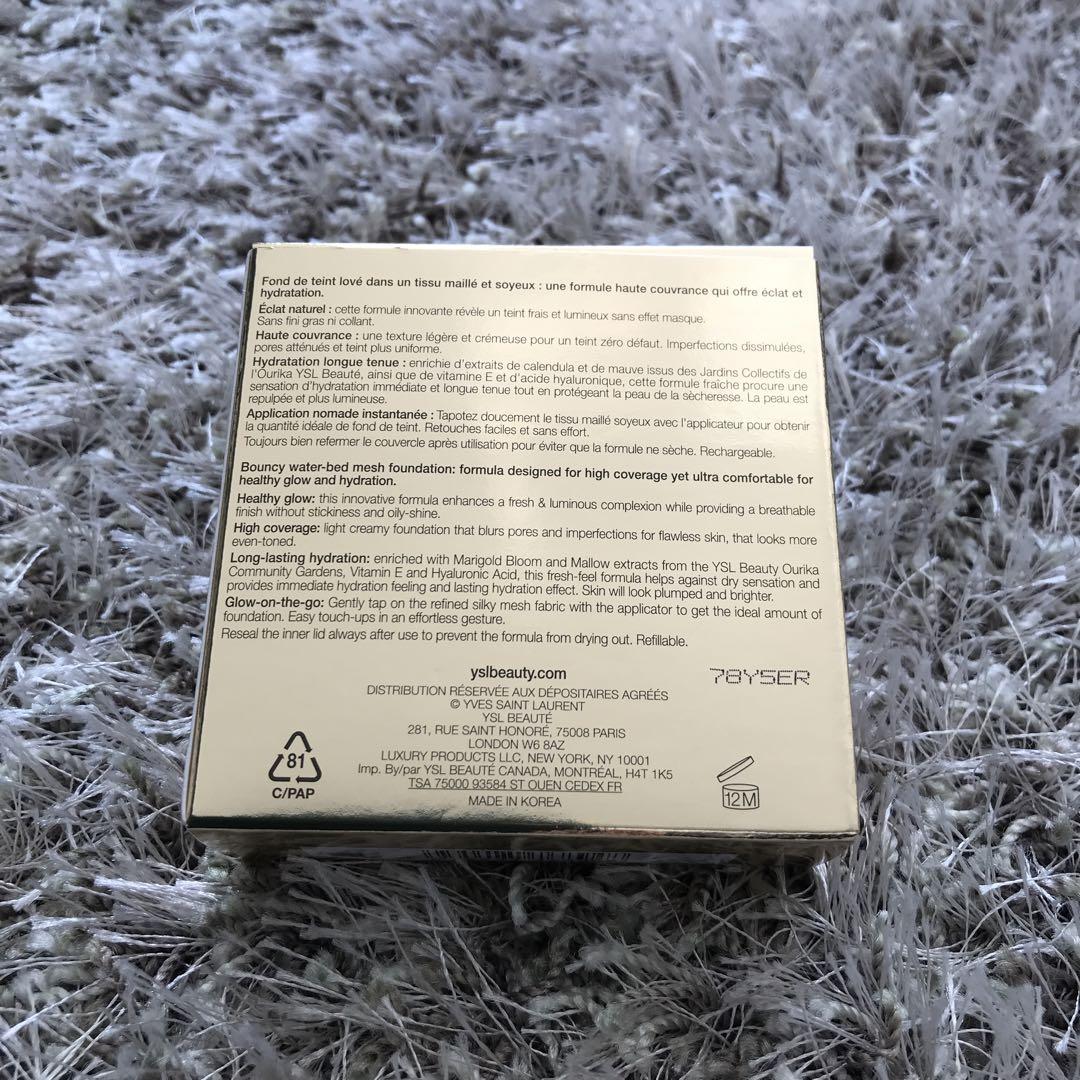 Fond de teint lové dans un tissu maillé et soyeux : une formule haute couvrance qui offre éclat et
hydratation.
Éclat naturel : cette formule innovante révèle un teint frais et lumineux sans effet masque.
Sans fini gras ni collant.
Haute couvrance : une texture légère et crémeuse pour un teint zéro défaut. Imperfections dissimulées,
pores atténués et teint plus uniforme.
Hydratation longue tenue : enrichie d'extraits de calendula et de mauve issus des Jardins Collectifs de
l'Ourika YSL Beauté, ainsi que de vitamine E et d'acide hyaluronique, cette formule fraîche procure une
sensation d'hydratation immédiate et longue tenue tout en protégeant la peau de la sècheresse. La peau est
repulpée et plus lumineuse.
Application nomade instantanée : Tapotez doucement le tissu maillé soyeux avec l'applicateur pour obtenir
la quantité idéale de fond de teint. Retouches faciles et sans effort.
Toujours bien refermer le couvercle après utilisation pour éviter que la formule ne sèche. Rechargeable.
Bouncy water-bed mesh foundation: formula designed for high coverage yet ultra comfortable for
healthy glow and hydration.
Healthy glow: this innovative formula enhances a fresh & luminous complexion while providing a breathable
finish without stickiness and oily-shine.
High coverage: light creamy foundation that blurs pores and imperfections for flawless skin, that looks more
even-toned.
Long-lasting hydration: enriched with Marigold Bloom and Mallow extracts from the YSL Beauty Ourika
Community Gardens, Vitamin E and Hyaluronic Acid, this fresh-feel formula helps against dry sensation and
provides immediate hydration feeling and lasting hydration effect. Skin will look plumped and brighter.
Glow-on-the-go: Gently tap on the refined silky mesh fabric with the applicator to get the ideal amount of
foundation. Easy touch-ups in an effortless gesture.
Reseal the inner lid always after use to prevent the formula from drying out. Refillable.
yslbeauty.com
78Y5ER
DISTRIBUTION RÉSERVÉE AUX DÉPOSITAIRES AGRÉÉS
© YVES SAINT LAURENT
YSL BEAUTÉ
281, RUE SAINT HONORÉ, 75008 PARIS
LONDON W6 8AZ
LUXURY PRODUCTS LLC, NEW YORK, NY 10001
Imp. By/par YSL BEAUTÉ CANADA, MONTRÉAL, H4T 1K5
TSA 75000 93584 ST OUEN CEDEX FR
MADE IN KOREA
81
C/PAP
12M